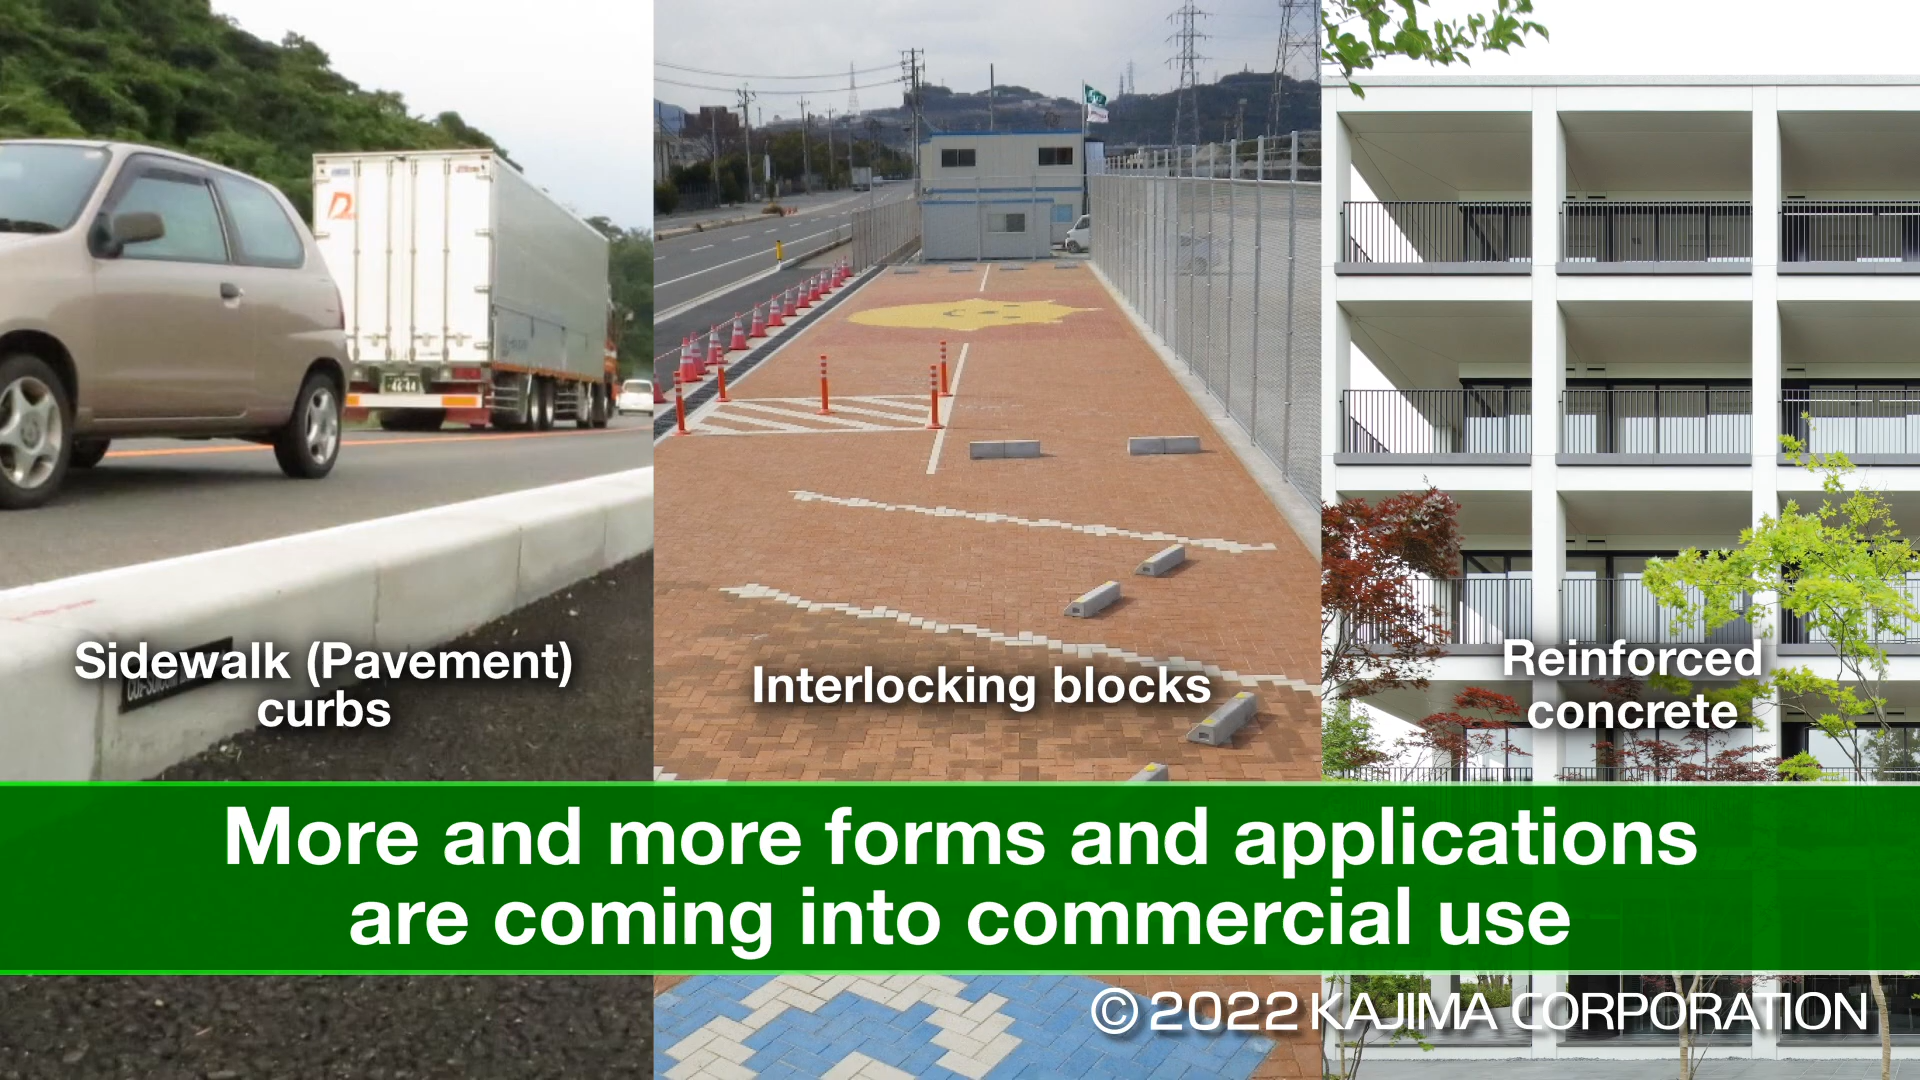 Sidewalk (Pavement)
curbs
Interlocking blocks
Reinforced
concrete
More and more forms and applications
are coming into commercial use
© 2022 KAJIMA CORPORATION